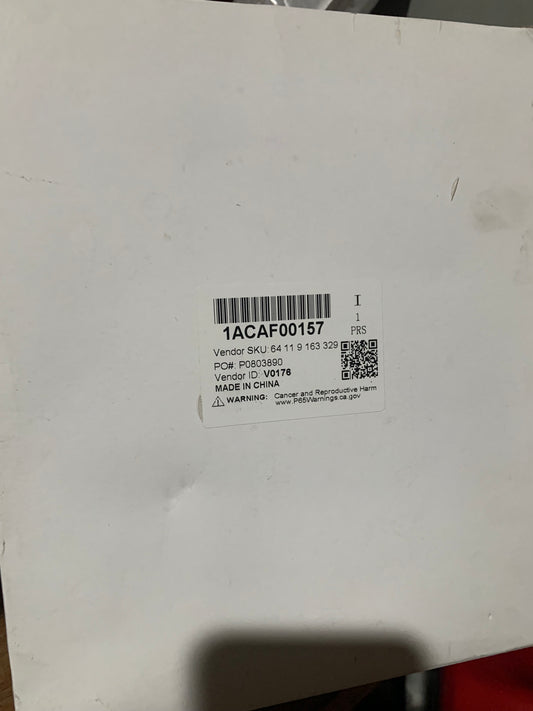 I
1
PRS
1ACAF00157
Vendor SKU: 64 11 9 163 329
PO#: P0803890
Vendor ID: V0176
MADE IN CHINA
WARNING: Cancer and Reproductive Harm
www.P65Warnings.ca.gov